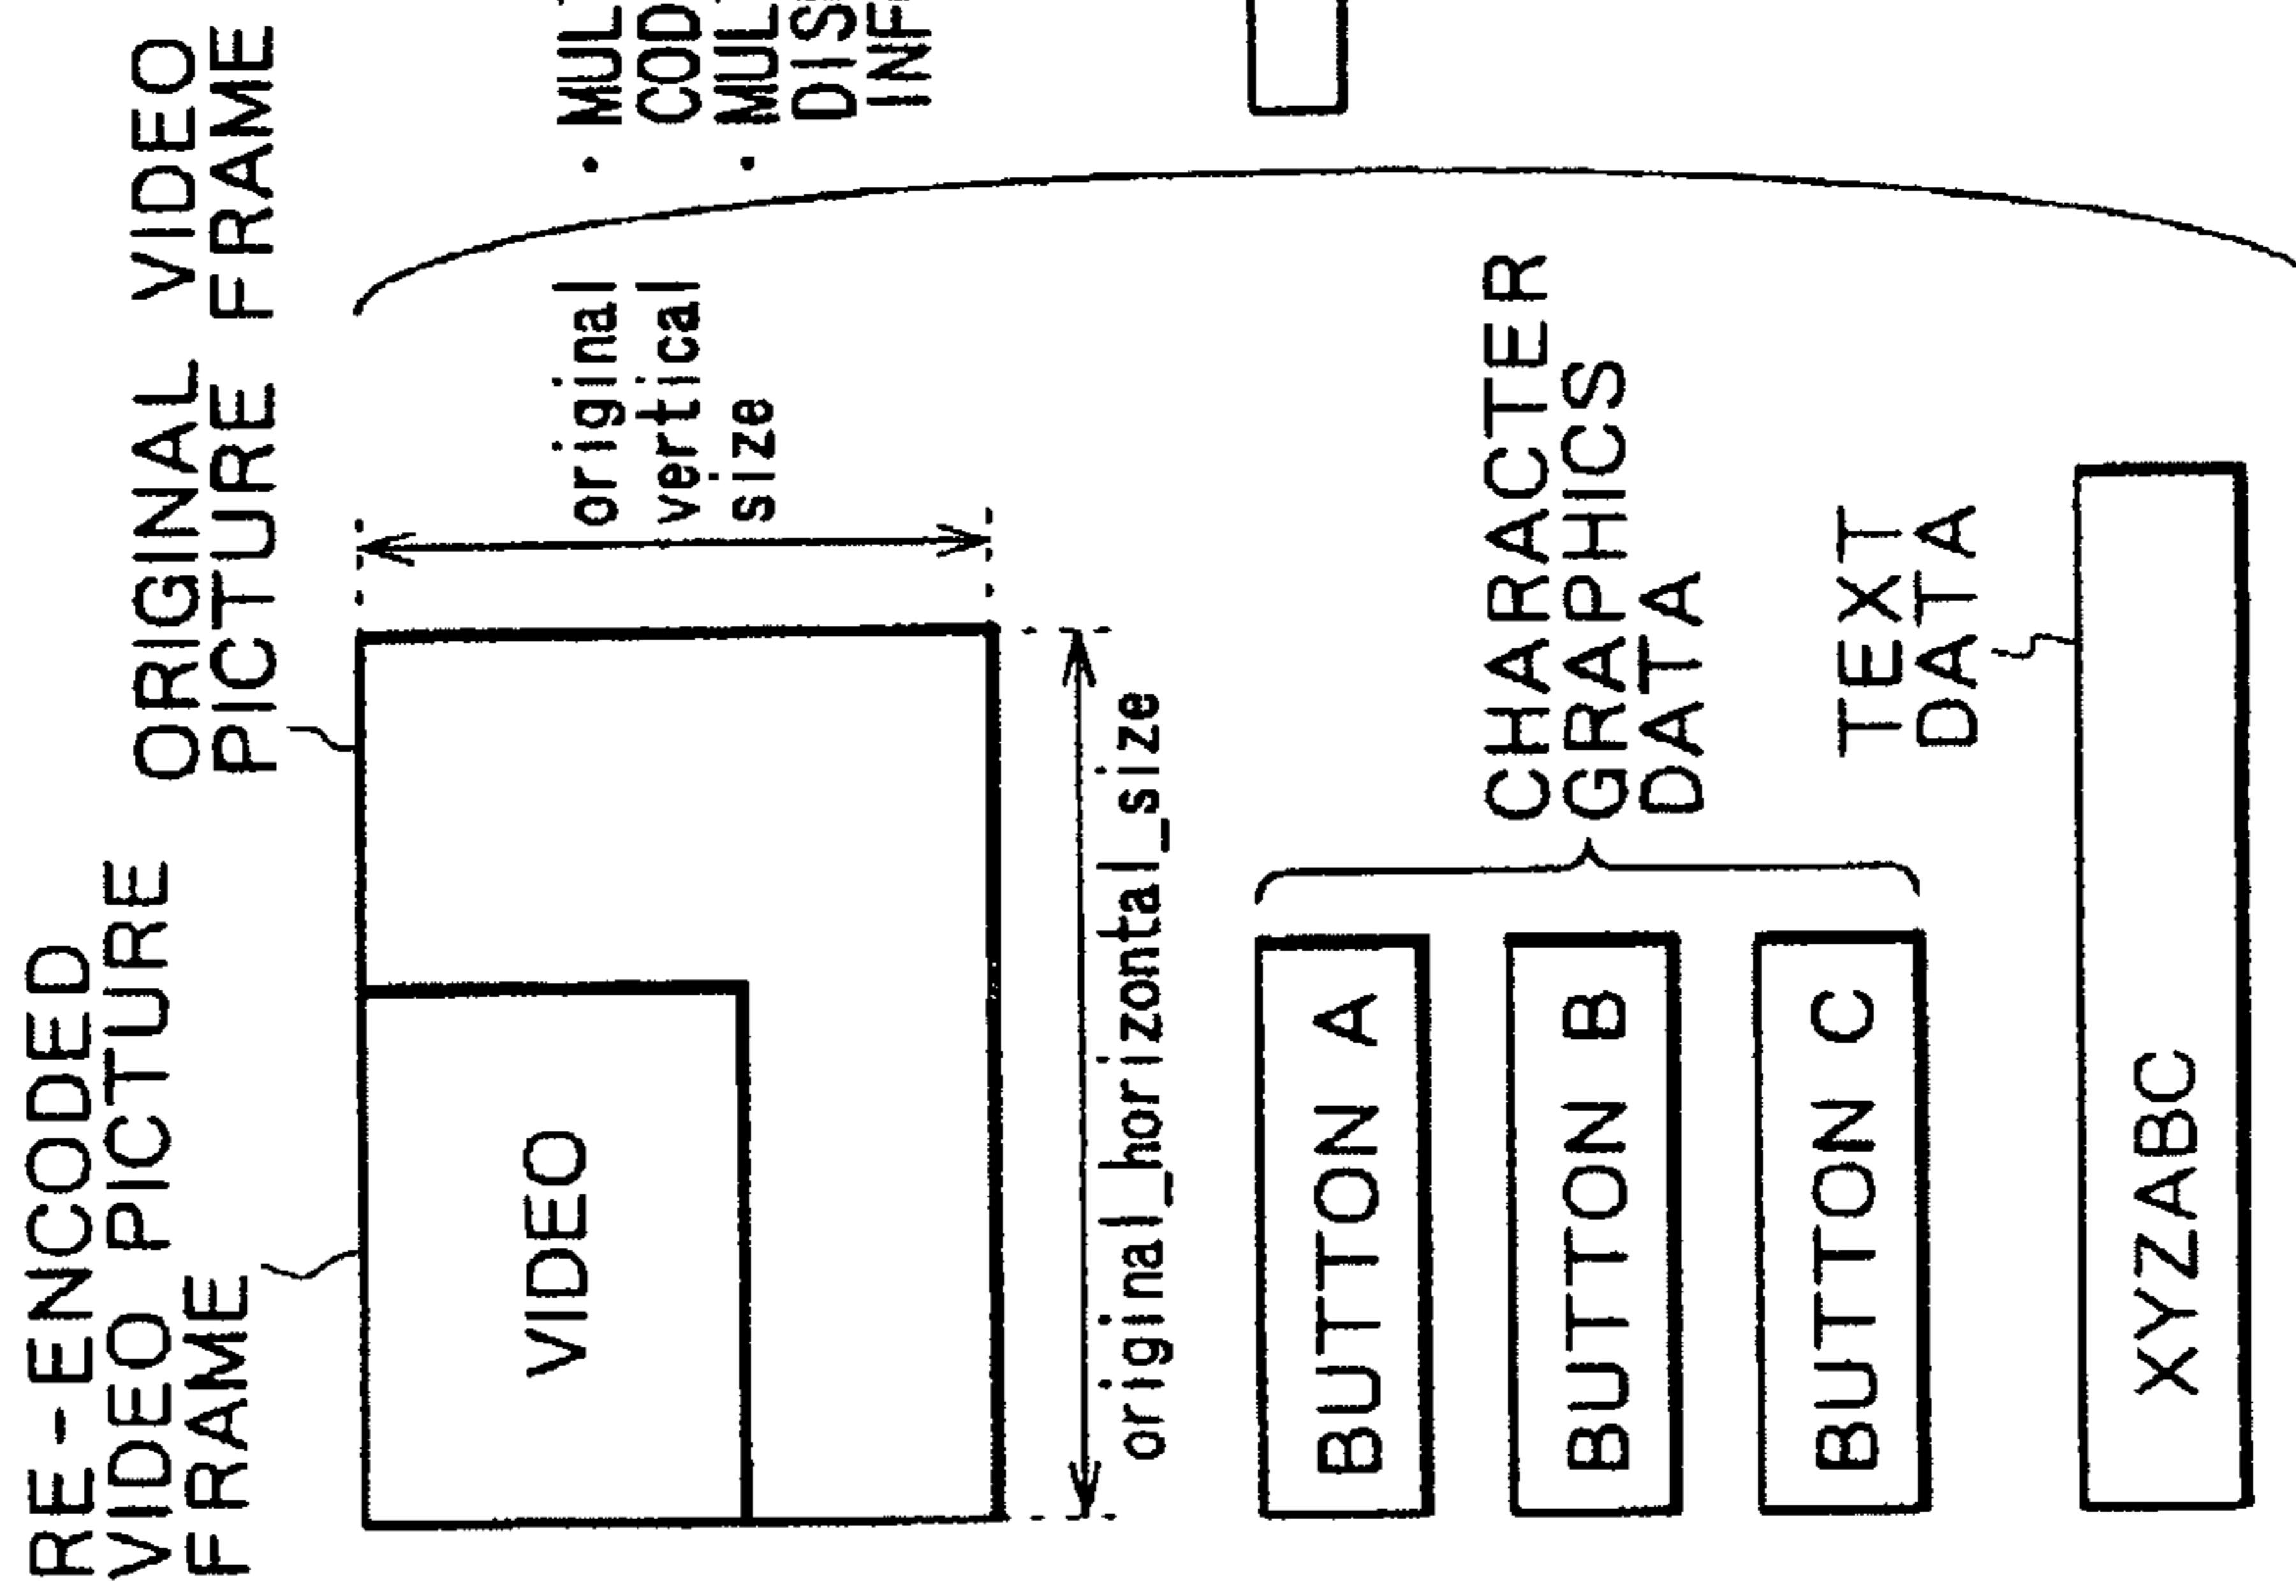 RE-ENCODED
VIDEO PICTURE
FRAME
ORIGINAL VIDEO
PICTURE FRAME
VIDEO
original
vertical
size
original_horizontal_size
BUTTON A
BUTTON B
BUTTON C
CHARACTER
GRAPHICS
DATA
TEXT
DATA
XYZABC